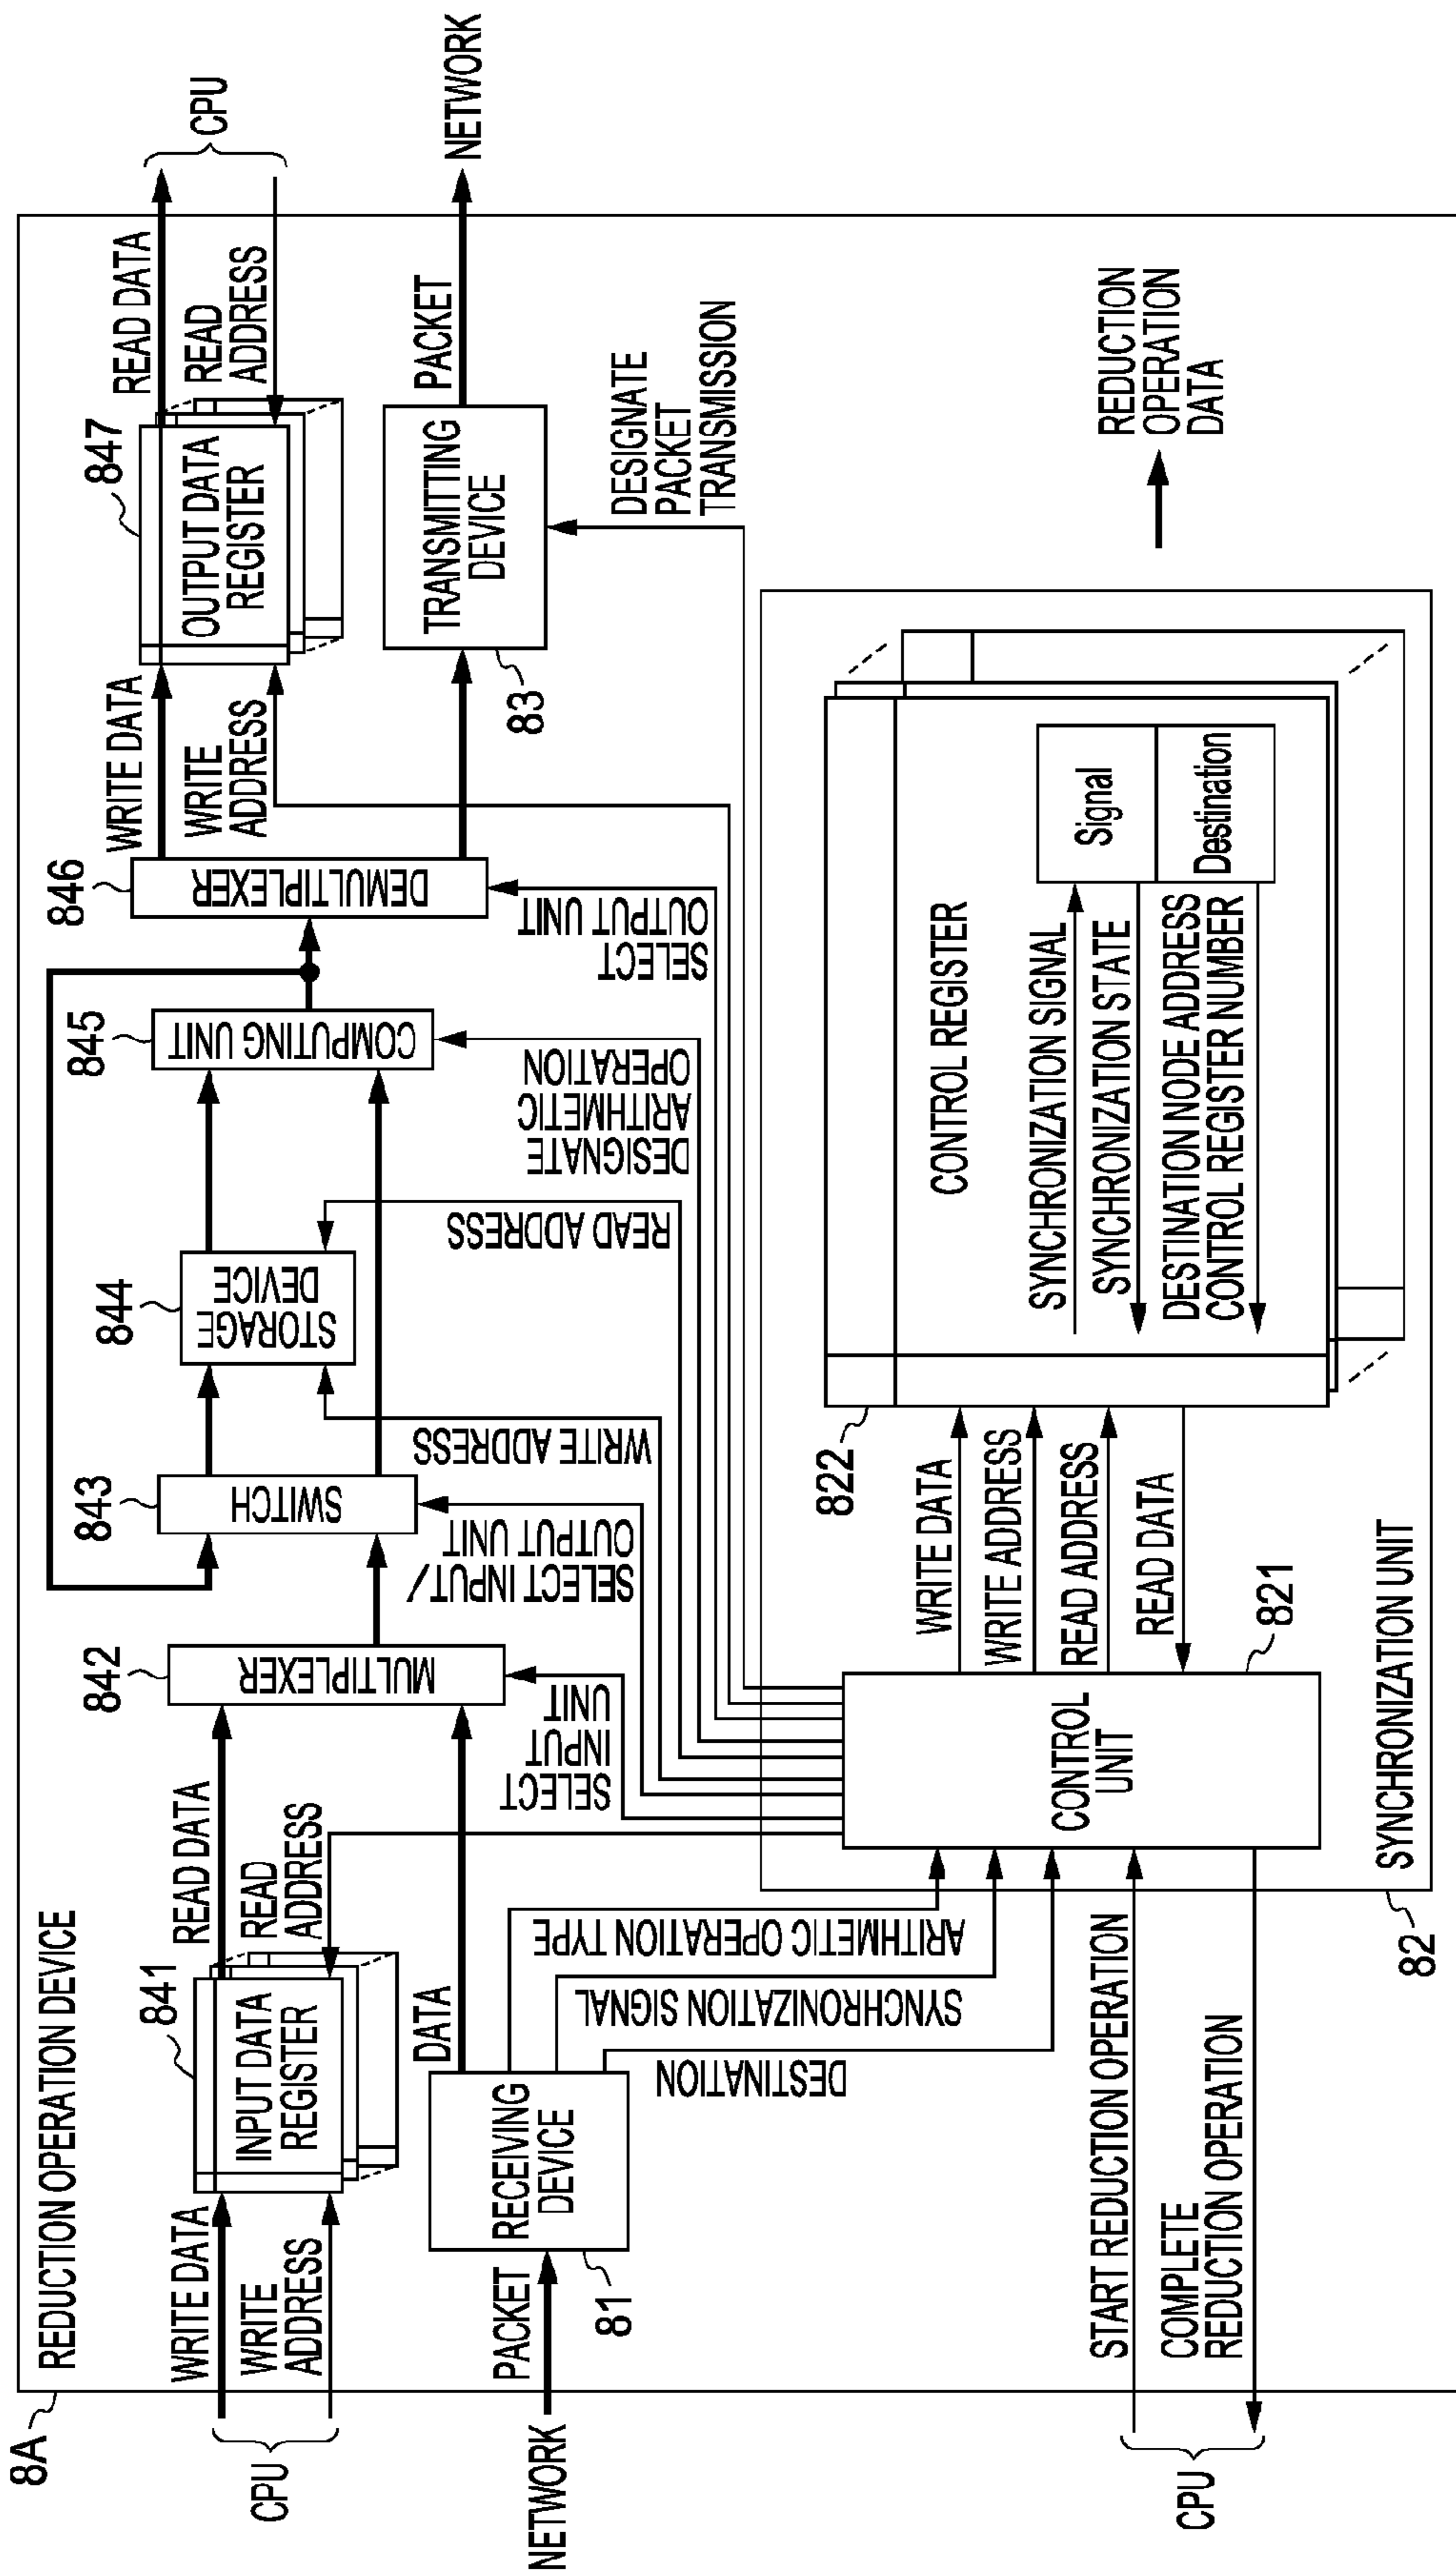 8A
REDUCTION OPERATION DEVICE
CPU
WRITE DATA
WRITE
ADDRESS
841
INPUT DATA
REGISTER
READ DATA
READ
ADDRESS
NETWORK
PACKET
81
RECEIVING
DEVICE
DATA
842
MULTIPLEXER
SELECT
INPUT
UNIT
843
SWITCH
SELECT INPUT/
OUTPUT UNIT
844
STORAGE
DEVICE
WRITE ADDRESS
READ ADDRESS
845
COMPUTING UNIT
DESIGNATE
ARITHMETIC
OPERATION
846
DEMULTIPLEXER
SELECT
OUTPUT UNIT
WRITE DATA
WRITE
ADDRESS
847
OUTPUT DATA
REGISTER
READ DATA
READ
ADDRESS
CPU
83
TRANSMITTING
DEVICE
PACKET
NETWORK
DESIGNATE
PACKET
TRANSMISSION
ARITHMETIC OPERATION TYPE
SYNCHRONIZATION SIGNAL
DESTINATION
CPU
START REDUCTION OPERATION
COMPLETE
REDUCTION OPERATION
82
SYNCHRONIZATION UNIT
CONTROL
UNIT
821
WRITE DATA
WRITE ADDRESS
READ ADDRESS
READ DATA
822
CONTROL REGISTER
SYNCHRONIZATION SIGNAL
SYNCHRONIZATION STATE
DESTINATION NODE ADDRESS
CONTROL REGISTER NUMBER
Signal
Destination
REDUCTION
OPERATION
DATA